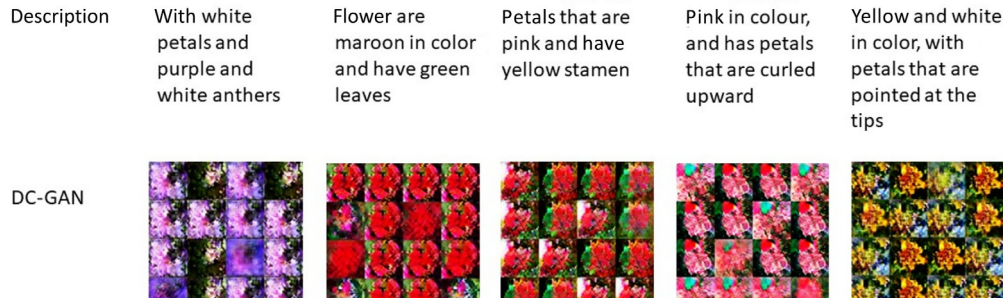 Description
With white
petals and
purple and
white anthers
Flower are
maroon in color
and have green
leaves
Petals that are
pink and have
yellow stamen
Pink in colour,
and has petals
that are curled
upward
Yellow and white
in color, with
petals that are
pointed at the
tips
DC-GAN